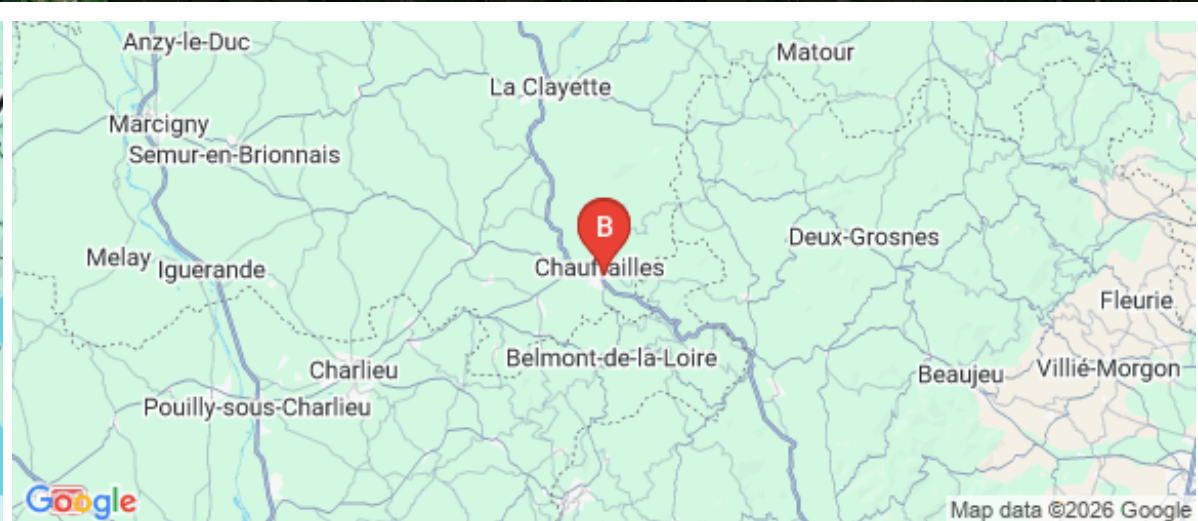 Anzy-le-Duc
Matour
La Clayette
Marcigny
Semur-en-Brionnais
B
Deux-Grosnes
Melay
Iguerande
Chauffailles
Fleurie
Belmont-de-la-Loire
Charlieu
Beaujeu
Villié-Morgon
Pouilly-sous-Charlieu
Google
Map data ©2026 Google